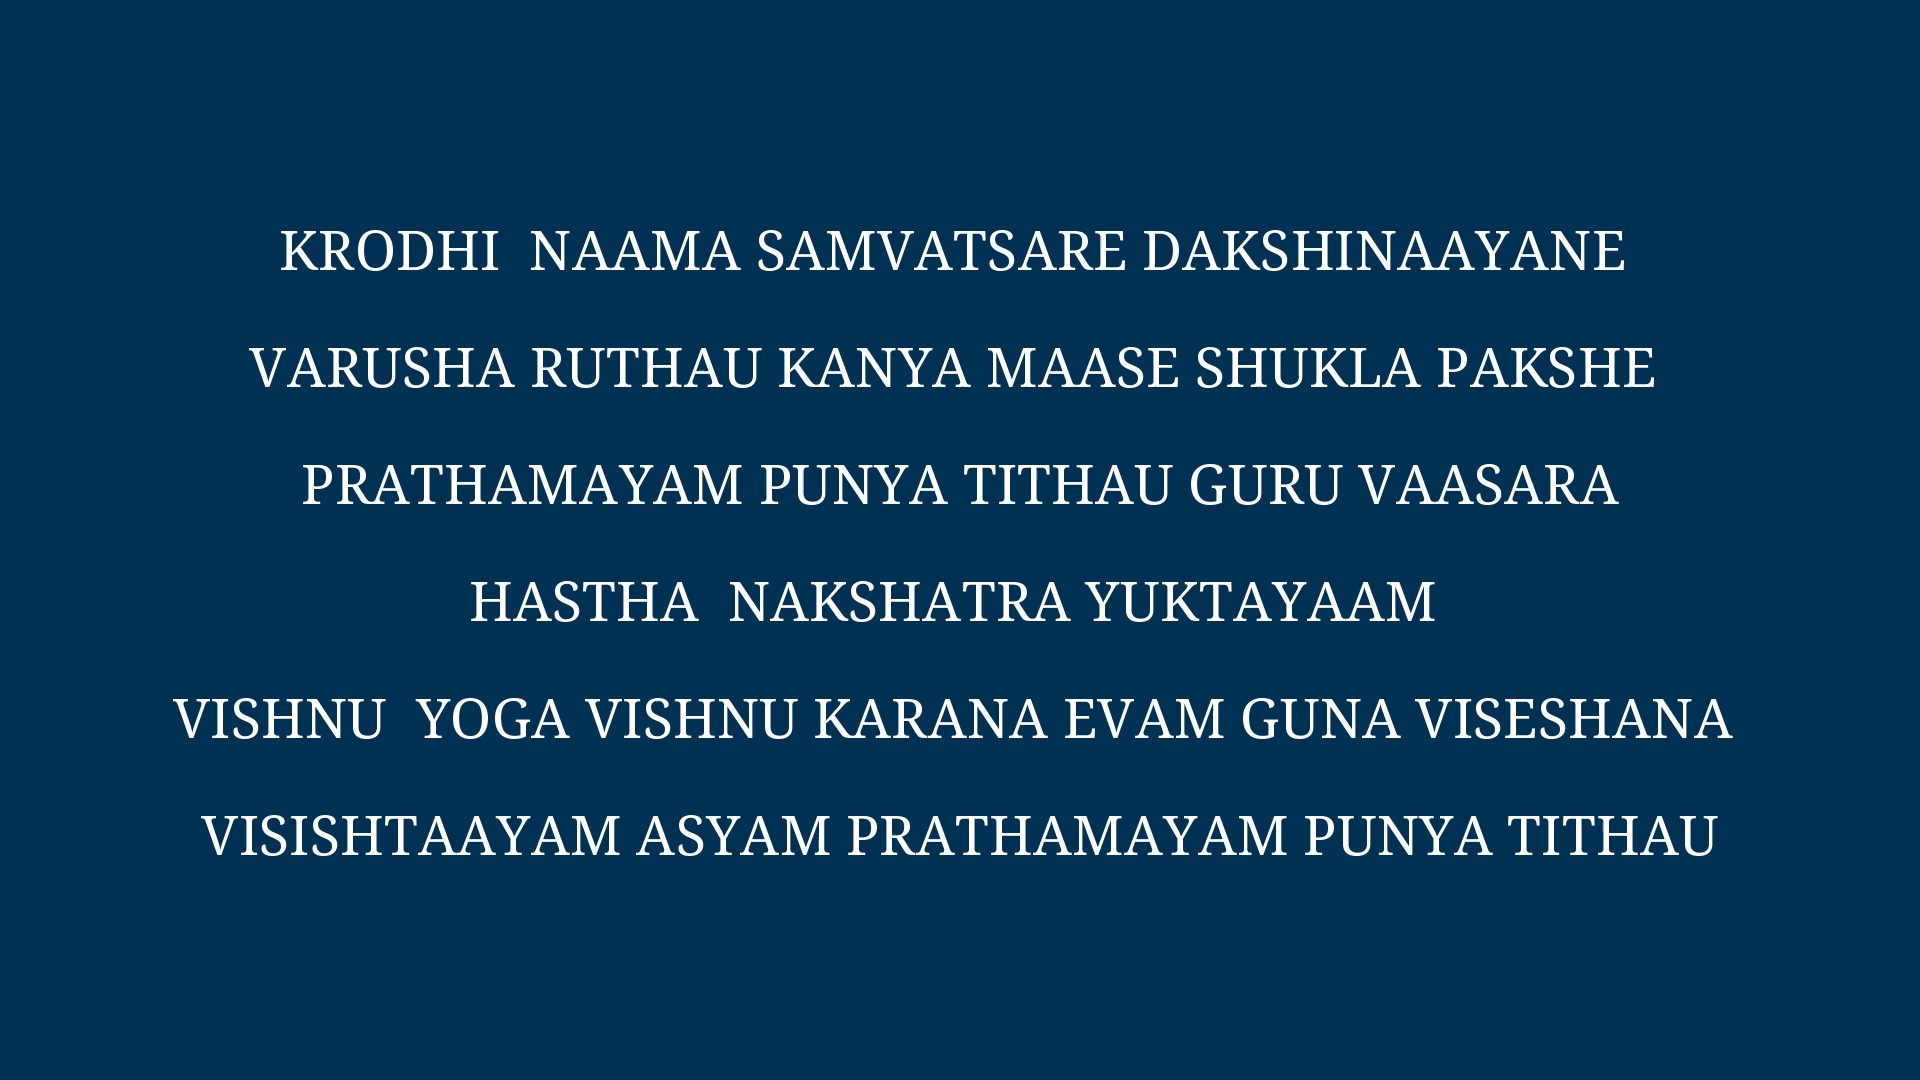 KRODHI  NAAMA SAMVATSARE DAKSHINAAYANE
VARUSHA RUTHAU KANYA MAASE SHUKLA PAKSHE
PRATHAMAYAM PUNYA TITHAU GURU VAASARA
HASTHA  NAKSHATRA YUKTAYAAM
VISHNU  YOGA VISHNU KARANA EVAM GUNA VISESHANA
VISISHTAAYAM ASYAM PRATHAMAYAM PUNYA TITHAU